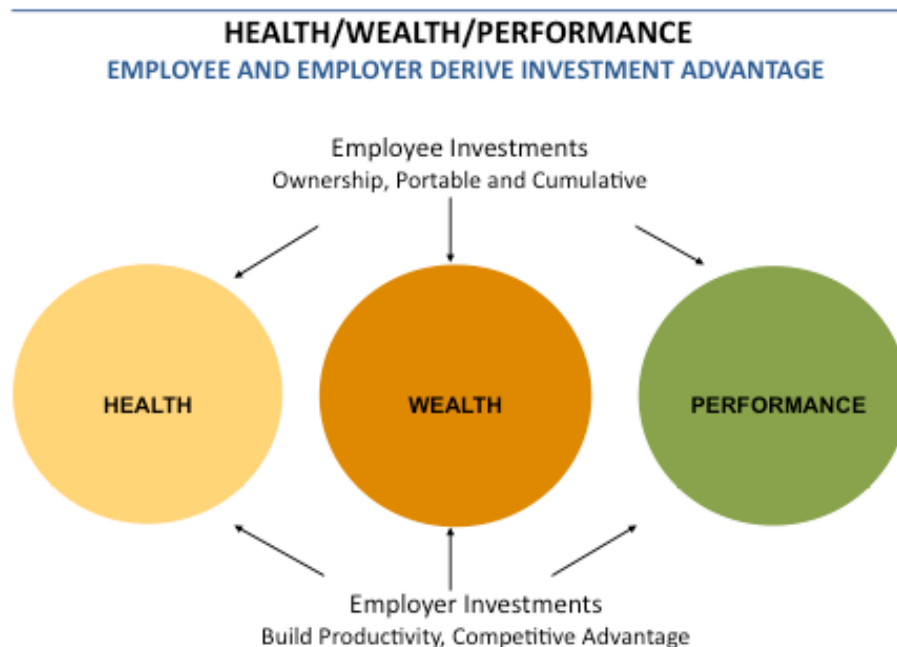 HEALTH/WEALTH/PERFORMANCE
EMPLOYEE AND EMPLOYER DERIVE INVESTMENT ADVANTAGE
Employee Investments
Ownership, Portable and Cumulative
HEALTH
WEALTH
PERFORMANCE
Employer Investments
Build Productivity, Competitive Advantage